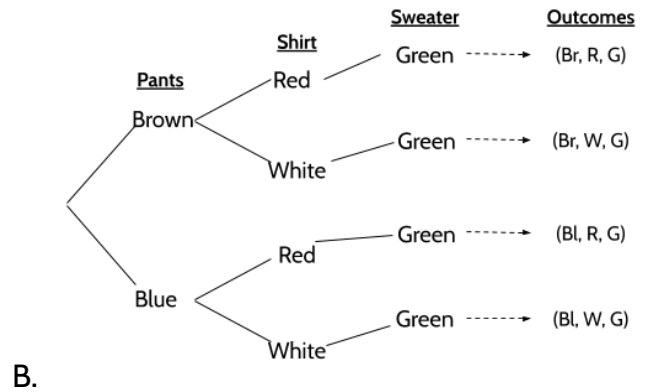 Sweater Outcomes
Shirt
Green (Br, R, G)
Pants Red
Brown
Green (Br, W, G)
White
Green (Bl, R, G)
Red
Blue
Green (Bl, W, G)
White
B.